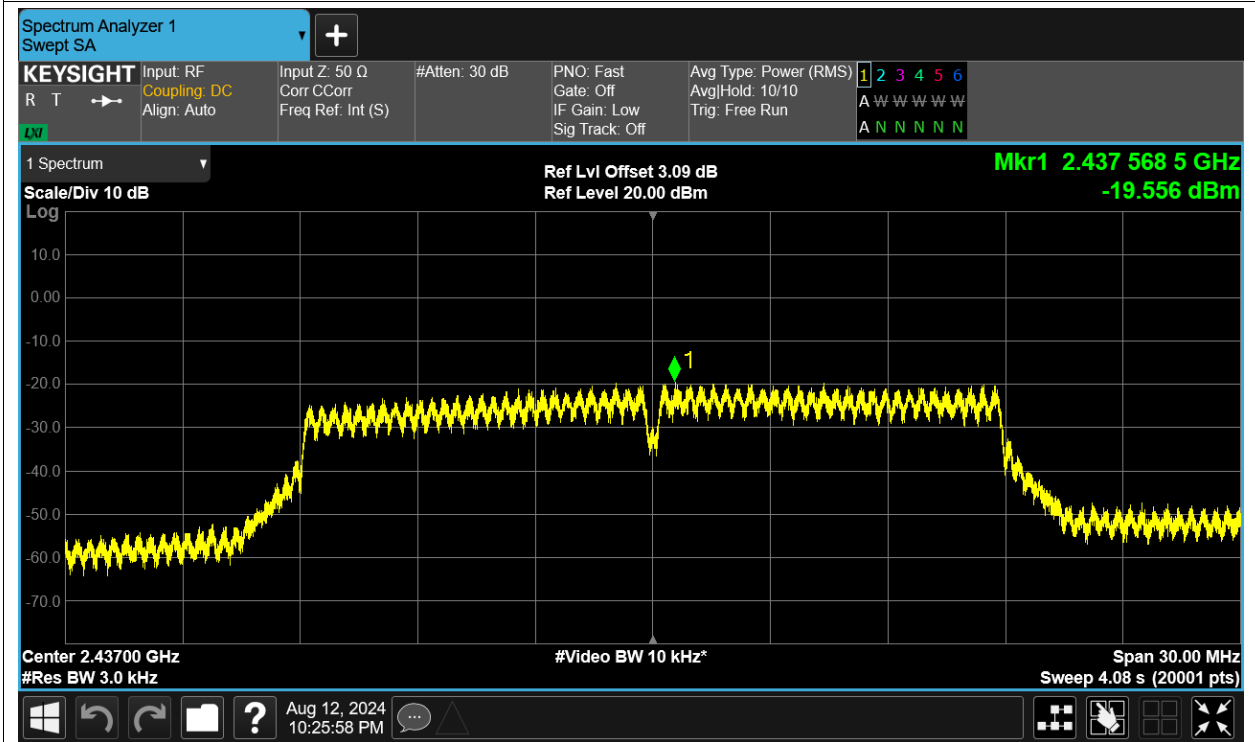 Spectrum Analyzer 1
Swept SA
KEYSIGHT
R T
LXI
Input: RF
Coupling: DC
Align: Auto
Input Z: 50 Ω
Corr CCorr
Freq Ref: Int (S)
#Atten: 30 dB
PNO: Fast
Gate: Off
IF Gain: Low
Sig Track: Off
Avg Type: Power (RMS)
Avg|Hold: 10/10
Trig: Free Run
1 2 3 4 5 6
A W W W W W
A N N N N N
1 Spectrum
Scale/Div 10 dB
Ref Lvl Offset 3.09 dB
Ref Level 20.00 dBm
Mkr1 2.437 568 5 GHz
-19.556 dBm
Log
10.0
0.00
-10.0
-20.0
-30.0
-40.0
-50.0
-60.0
-70.0
1
Center 2.43700 GHz
#Res BW 3.0 kHz
#Video BW 10 kHz*
Span 30.00 MHz
Sweep 4.08 s (20001 pts)
?
Aug 12, 2024
10:25:58 PM